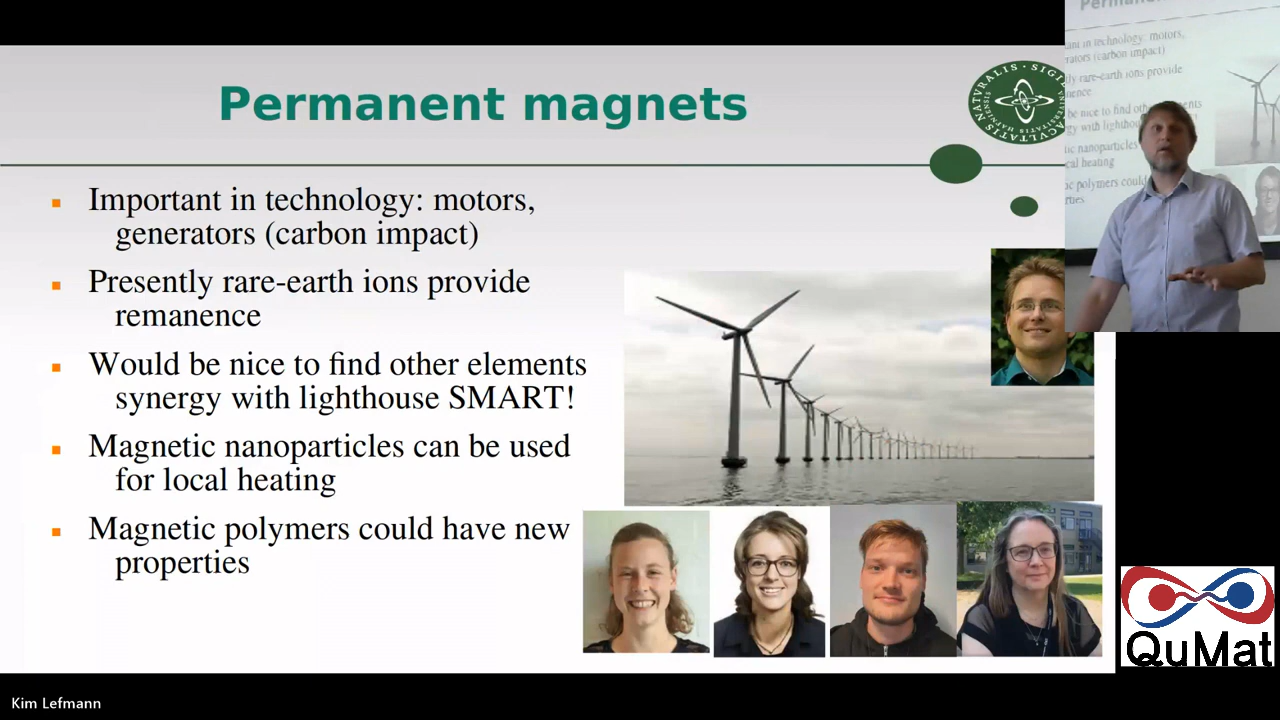 Permanent magnets
Important in technology: motors,
generators (carbon impact)
Presently rare-earth ions provide
remanence
Would be nice to find other elements
synergy with lighthouse SMART!
Magnetic nanoparticles can be used
for local heating
Magnetic polymers could have new
properties
QuMat
Kim Lefmann